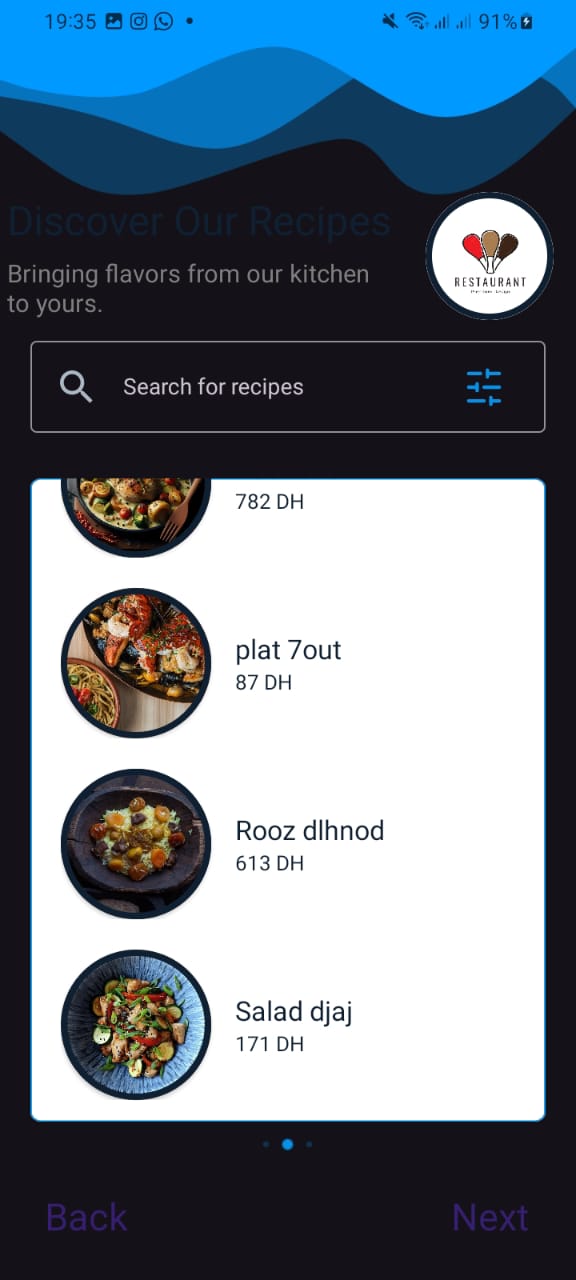 19:35
91%
Discover Our Recipes
Bringing flavors from our kitchen
to yours.
RESTAURANT
Search for recipes
782 DH
plat 7out
87 DH
Rooz dlhnod
613 DH
Salad djaj
171 DH
Back
Next